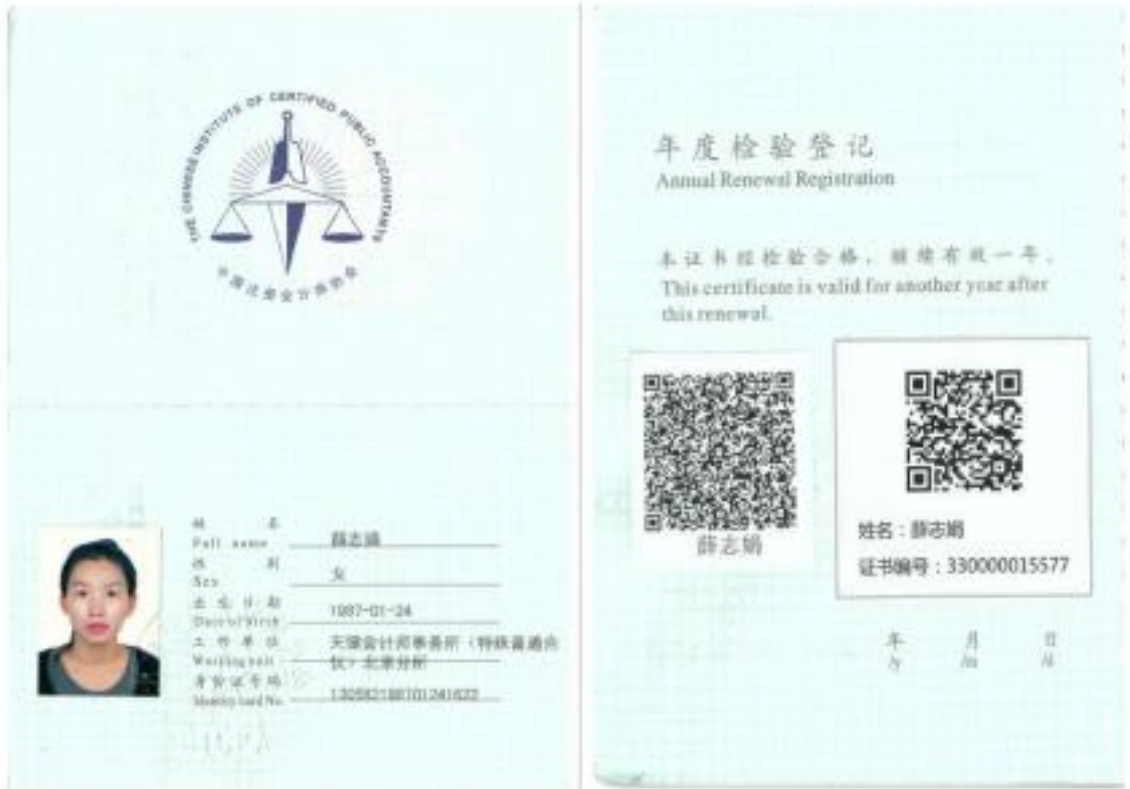 THE CHINESE INSTITUTE OF CERTIFIED PUBLIC ACCOUNTANTS
中国注册会计师协会
姓 名
Full name
薛志娟
性 别
Sex
女
出生日期
Date of birth
1987-01-24
工作单位
Working unit
天健会计师事务所（特殊普通合
伙）北京分所
身份证号码
Identity card No.
年度检验登记
Annual Renewal Registration
本证书经检验合格，继续有效一年。
This certificate is valid for another year after
this renewal.
薛志娟
姓名：薛志娟
证书编号：330000015577
年 月 日
/y /m /d